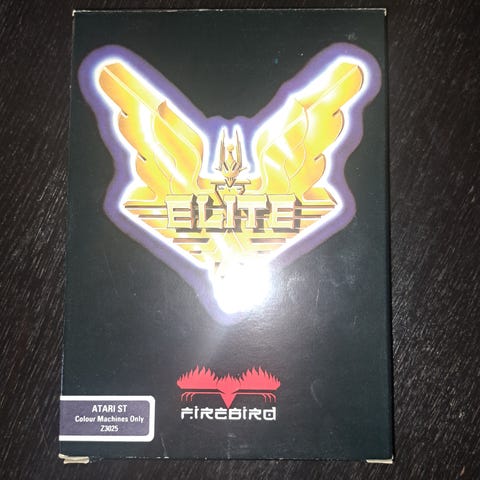 ELITE
FIREBIRD
ATARI ST
Colour Machines Only
Z3025